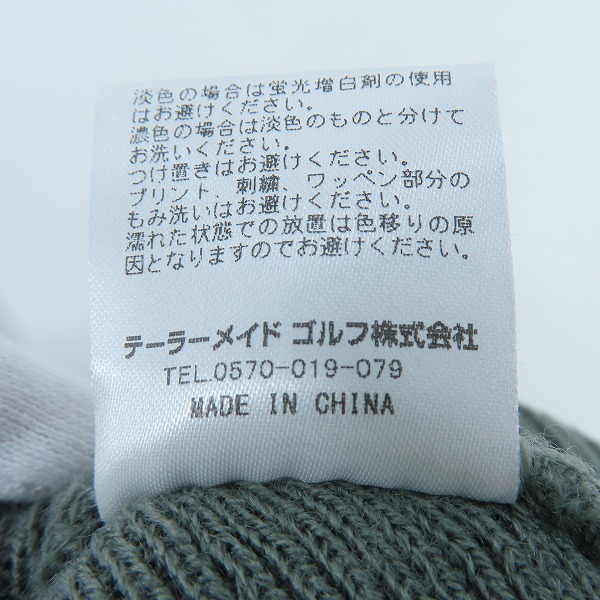 淡色の場合は蛍光増白剤の使用
はお避けください。
濃色の場合は淡色のものと分けて
お洗いください。
つけ置きはお避けください。
プリント、刺繍、ワッペン部分の
もみ洗いはお避けください。
濡れた状態での放置は色移りの原
因となりますのでお避けください。
テーラーメイド ゴルフ株式会社
TEL.0570-019-079
MADE IN CHINA